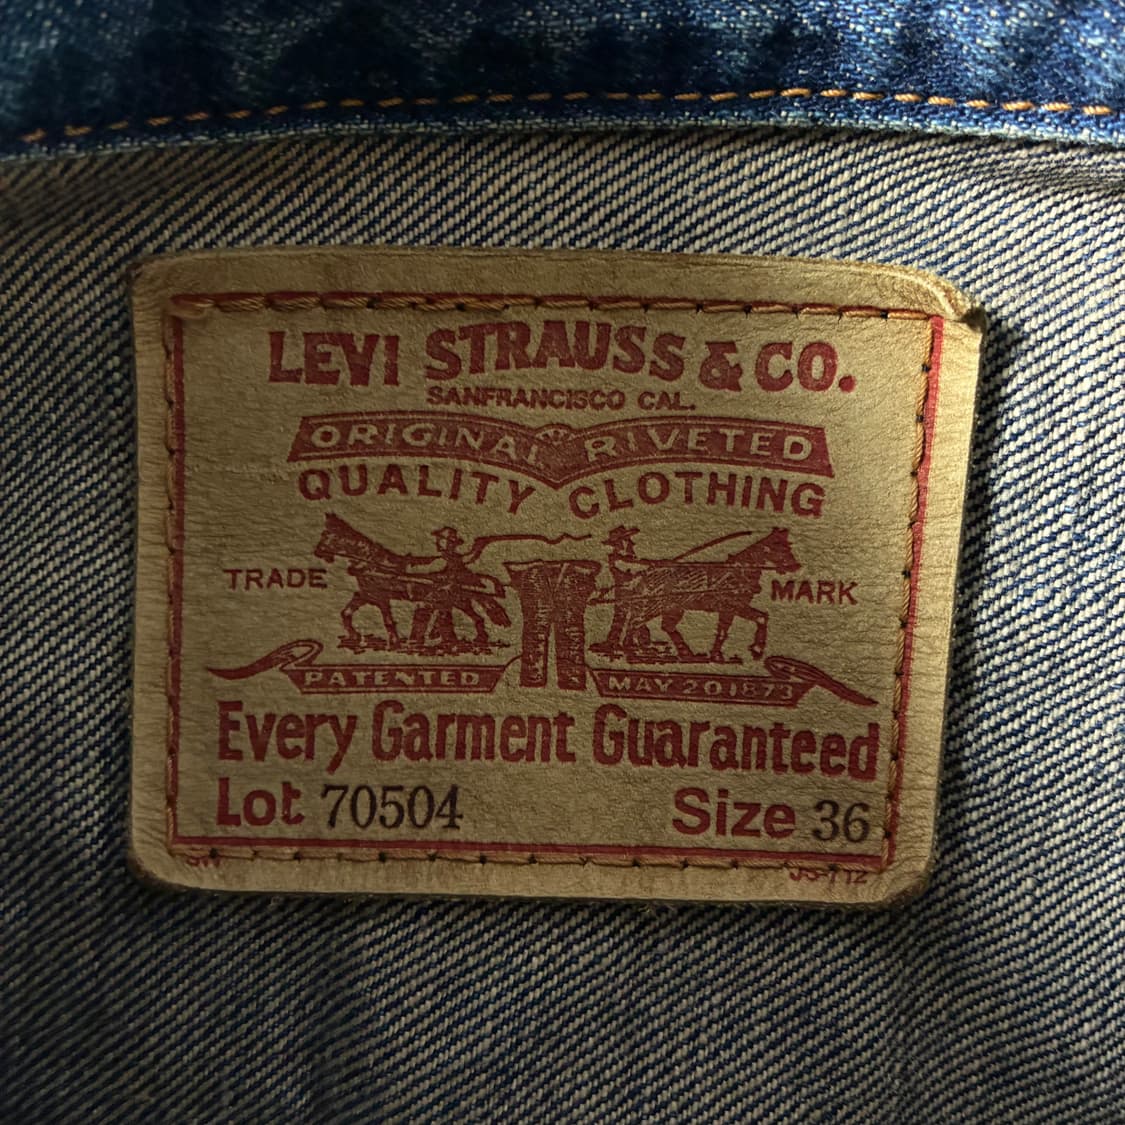 LEVI STRAUSS & CO.
SANFRANCISCO CAL.
ORIGINAL RIVETED
QUALITY CLOTHING
TRADE MARK
PATENTED MAY 20 1873
Every Garment Guaranteed
Lot 70504 Size 36